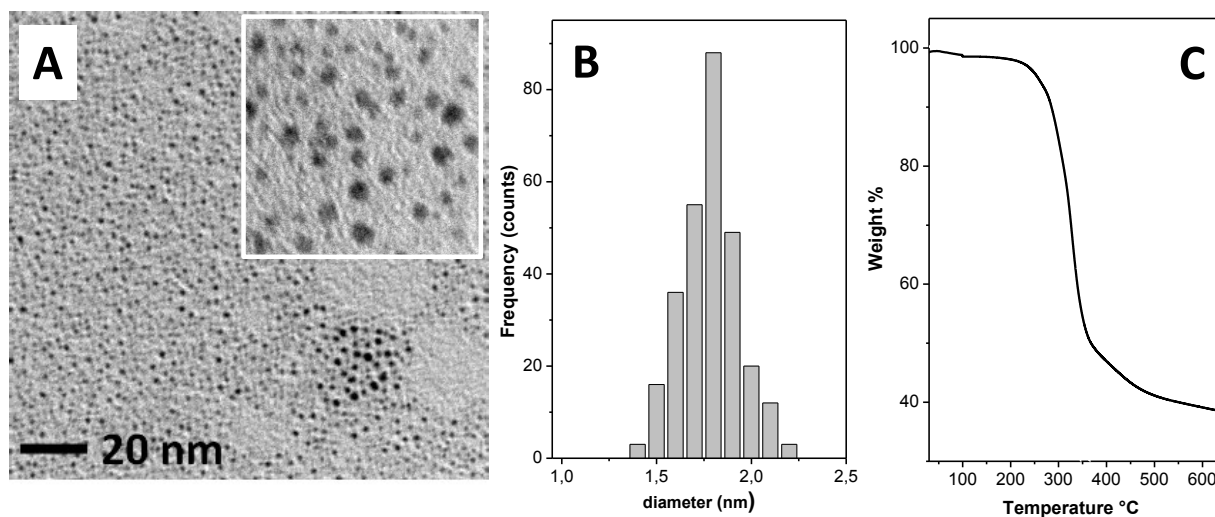 A
20 nm
B
Frequency (counts)
80
60
40
20
0
1,0
1,5
2,0
2,5
diameter (nm)
C
Weight %
100
80
60
40
100
200
300
400
500
600
Temperature °C